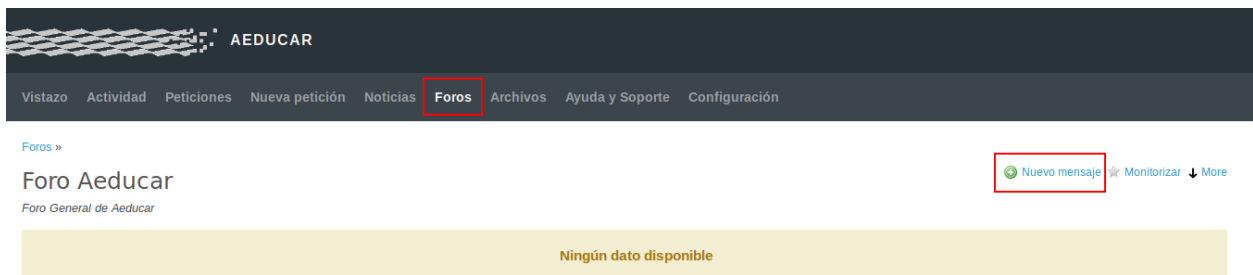 AEDUCAR
Vistazo Actividad Peticiones Nueva petición Noticias Foros Archivos Ayuda y Soporte Configuración
Foros »
Nuevo mensaje Monitorizar More
Foro Aeducar
Foro General de Aeducar
Ningún dato disponible